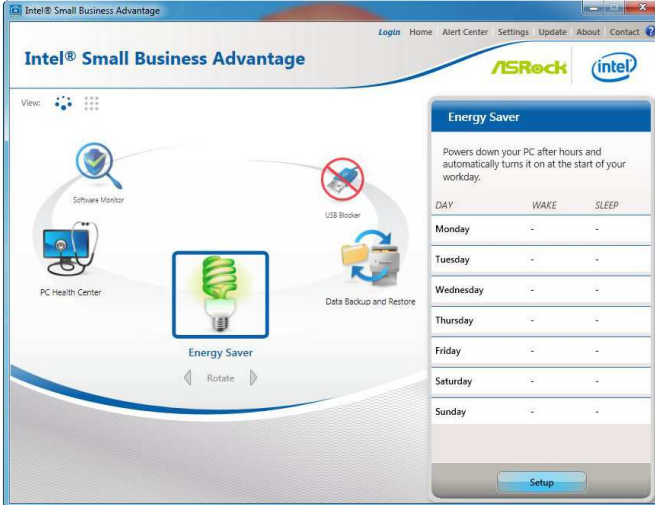 Intel® Small Business Advantage
Login Home Alert Center Settings Update About Contact ?
Intel® Small Business Advantage
ASRock intel
View:
Energy Saver
Powers down your PC after hours and
automatically turns it on at the start of your
workday.
DAY WAKE SLEEP
Monday - -
Tuesday - -
Wednesday - -
Thursday - -
Friday - -
Saturday - -
Sunday - -
Setup
Software Monitor
USB Blocker
PC Health Center
Data Backup and Restore
Energy Saver
Rotate